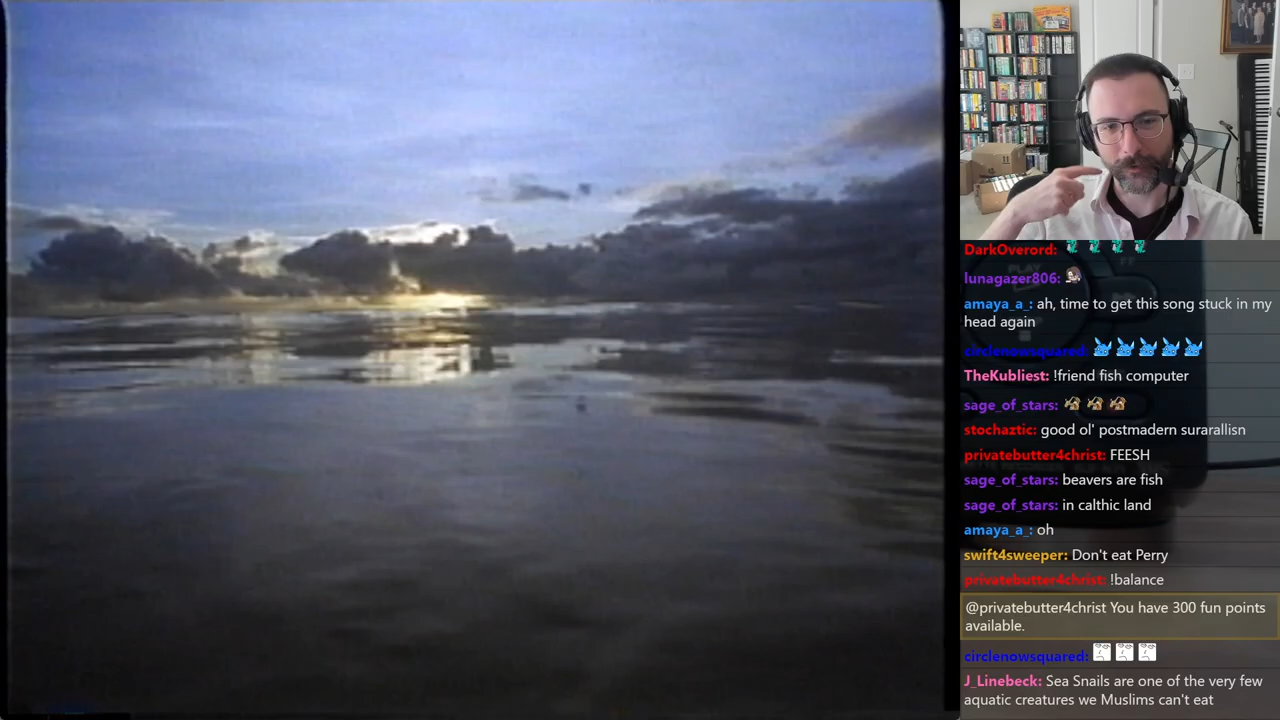 DarkOverord:
lunagazer806:
amaya_a_: ah, time to get this song stuck in my
head again
circlenowsquared:
TheKubliest: !friend fish computer
sage_of_stars:
stochaztic: good ol' postmodern surarallisn
privatebutter4christ: FEESH
sage_of_stars: beavers are fish
sage_of_stars: in calthic land
amaya_a_: oh
swift4sweeper: Don't eat Perry
privatebutter4christ: !balance
@privatebutter4christ You have 300 fun points
available.
circlenowsquared:
J_Linebeck: Sea Snails are one of the very few
aquatic creatures we Muslims can't eat